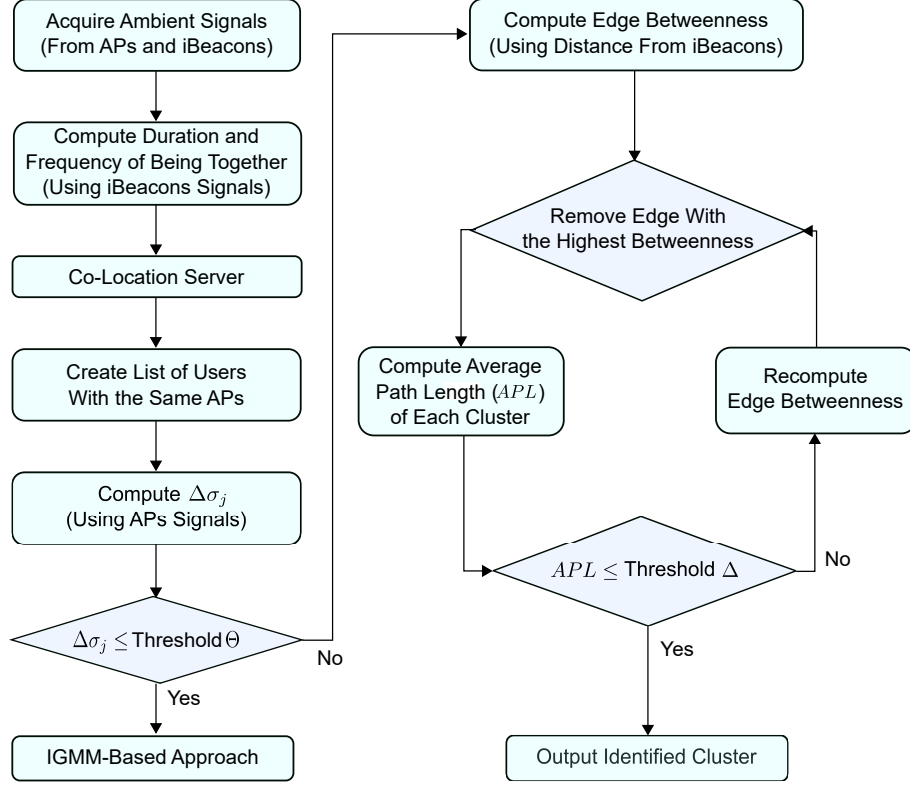 Acquire Ambient Signals
(From APs and iBeacons)
Compute Duration and
Frequency of Being Together
(Using iBeacons Signals)
Co-Location Server
Create List of Users
With the Same APs
Compute Δσ_j
(Using APs Signals)
Δσ_j ≤ Threshold Θ
No
Yes
IGMM-Based Approach
Compute Edge Betweenness
(Using Distance From iBeacons)
Remove Edge With
the Highest Betweenness
Compute Average
Path Length (APL)
of Each Cluster
Recompute
Edge Betweenness
APL ≤ Threshold Δ
No
Yes
Output Identified Cluster